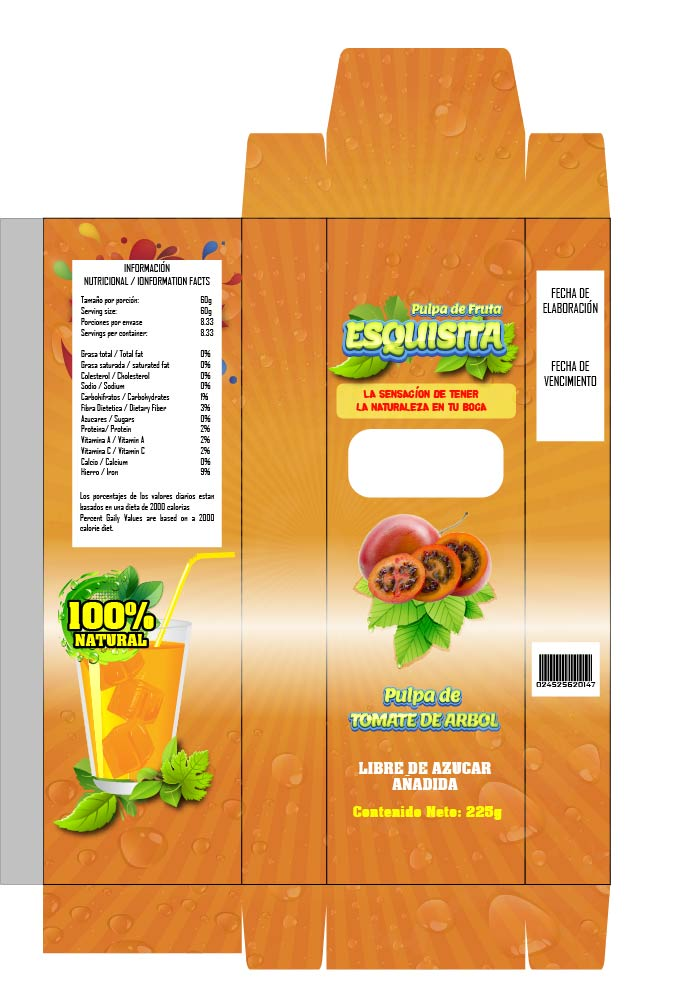 INFORMACIÓN
NUTRICIONAL / IONFORMATION FACTS
Tamaño por porción: 60g
Serving size: 60g
Porciones por envase 8.33
Servings per container: 8.33
Grasa total / Total fat 0%
Grasa saturada / saturated fat 0%
Colesterol / Cholesterol 0%
Sodio / Sodium 0%
Carbohifratos / Carbohydrates 1%
Fibra Dietetica / Dietary Fiber 3%
Azucares / Sugars 0%
Proteina/ Protein 2%
Vitamina A / Vitamin A 2%
Vitamina C / Vitamin C 2%
Calcio / Calcium 0%
Hierro / Iron 9%
Los porcentajes de los valores diarios estan
basados en una dieta de 2000 calorias
Percent Gaily Values are based on a 2000
calorie diet.
100%
NATURAL
Pulpa de Fruta
ESQUISITA
LA SENSACÍON DE TENER
LA NATURALEZA EN TU BOCA
Pulpa de
TOMATE DE ARBOL
LIBRE DE AZUCAR
AÑADIDA
Contenido Neto: 225g
FECHA DE
ELABORACIÓN
FECHA DE
VENCIMIENTO
024525620147